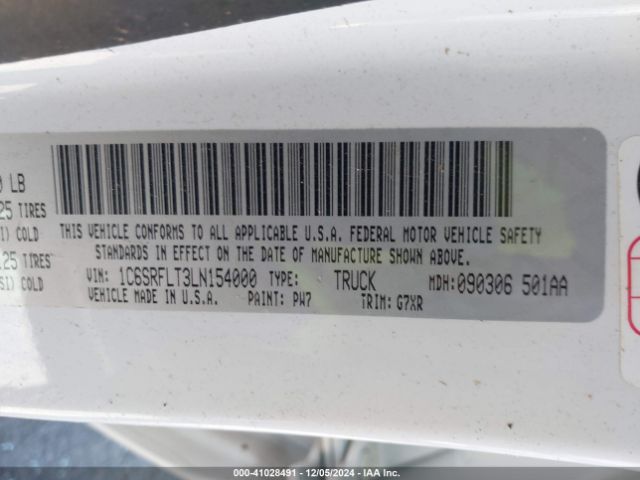 LB
25 TIRES
COLD
.25 TIRES
SI) COLD
THIS VEHICLE CONFORMS TO ALL APPLICABLE U.S.A. FEDERAL MOTOR VEHICLE SAFETY
STANDARDS IN EFFECT ON THE DATE OF MANUFACTURE SHOWN ABOVE.
VIN: 1C6SRFLT3LN154000 TYPE: TRUCK MDH:090306 501AA
VEHICLE MADE IN U.S.A. PAINT: PW7 TRIM: G7XR
000-41028491 - 12/05/2024 - IAA Inc.